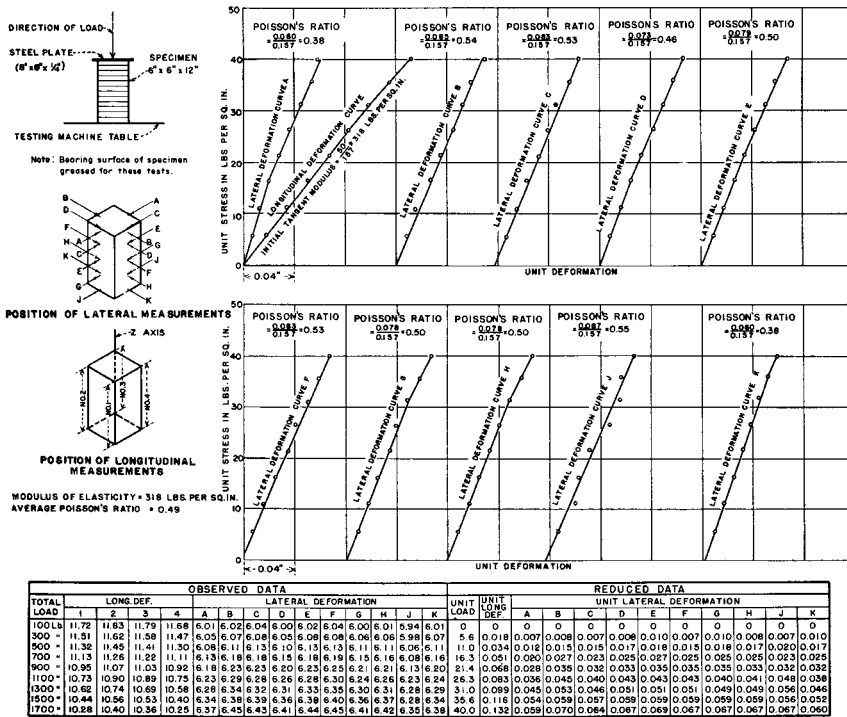 DIRECTION OF LOAD
STEEL PLATE
(8"x8"x¼")
SPECIMEN
6"x 6"x 12"
TESTING MACHINE TABLE
Note: Bearing surface of specimen
greased for these tests.
POSITION OF LATERAL MEASUREMENTS
Z AXIS
NO.2
NO.1
NO.3
NO.4
POSITION OF LONGITUDINAL
MEASUREMENTS
MODULUS OF ELASTICITY = 318 LBS. PER SQ. IN.
AVERAGE POISSON'S RATIO = 0.49
UNIT STRESS IN LBS. PER SQ. IN.
50
40
30
20
10
0
POISSON'S RATIO
= 0.060 / 0.157 = 0.38
POISSON'S RATIO
= 0.085 / 0.157 = 0.54
POISSON'S RATIO
= 0.083 / 0.157 = 0.53
POISSON'S RATIO
= 0.073 / 0.157 = 0.46
POISSON'S RATIO
= 0.079 / 0.157 = 0.50
LATERAL DEFORMATION CURVE A
LONGITUDINAL DEFORMATION CURVE
INITIAL TANGENT MODULUS = 50 / .157 = 318 LBS. PER SQ. IN.
LATERAL DEFORMATION CURVE B
LATERAL DEFORMATION CURVE C
LATERAL DEFORMATION CURVE D
LATERAL DEFORMATION CURVE E
0.04"
UNIT DEFORMATION
UNIT STRESS IN LBS. PER SQ. IN.
50
40
30
20
10
0
POISSON'S RATIO
= 0.083 / 0.157 = 0.53
POISSON'S RATIO
= 0.078 / 0.157 = 0.50
POISSON'S RATIO
= 0.078 / 0.157 = 0.50
POISSON'S RATIO
= 0.087 / 0.157 = 0.55
POISSON'S RATIO
= 0.060 / 0.157 = 0.38
LATERAL DEFORMATION CURVE F
LATERAL DEFORMATION CURVE G
LATERAL DEFORMATION CURVE H
LATERAL DEFORMATION CURVE J
LATERAL DEFORMATION CURVE K
0.04"
UNIT DEFORMATION
OBSERVED DATA REDUCED DATA
TOTAL LOAD LONG. DEF. LATERAL DEFORMATION UNIT LOAD UNIT LONG DEF. UNIT LATERAL DEFORMATION
1 2 3 4 A B C D E F G H J K A B C D E F G H J K
100 Lb. 11.72 11.83 11.79 11.68 6.01 6.02 6.04 6.00 6.02 6.04 6.00 6.01 5.94 6.01 0 0 0 0 0 0 0 0 0 0 0 0
300 " 11.51 11.62 11.58 11.47 6.05 6.07 6.08 6.05 6.08 6.08 6.06 6.06 5.98 6.07 5.6 0.018 0.007 0.008 0.007 0.008 0.010 0.007 0.010 0.008 0.007 0.010
500 " 11.32 11.45 11.41 11.30 6.08 6.11 6.13 6.10 6.13 6.13 6.11 6.11 6.06 6.11 11.0 0.034 0.012 0.015 0.015 0.017 0.018 0.015 0.018 0.017 0.020 0.017
700 " 11.13 11.26 11.22 11.11 6.13 6.18 6.18 6.15 6.18 6.19 6.15 6.16 6.08 6.16 16.3 0.051 0.020 0.027 0.023 0.025 0.027 0.025 0.025 0.025 0.023 0.025
900 " 10.95 11.07 11.03 10.92 6.18 6.23 6.23 6.20 6.23 6.25 6.21 6.21 6.13 6.20 21.4 0.068 0.028 0.035 0.032 0.033 0.035 0.035 0.035 0.033 0.032 0.032
1100 " 10.73 10.90 10.89 10.75 6.23 6.29 6.28 6.26 6.28 6.30 6.24 6.26 6.23 6.24 26.3 0.083 0.036 0.045 0.040 0.043 0.043 0.043 0.040 0.041 0.048 0.038
1300 " 10.62 10.74 10.69 10.58 6.28 6.34 6.32 6.31 6.33 6.35 6.30 6.31 6.28 6.29 31.0 0.099 0.045 0.053 0.046 0.051 0.051 0.051 0.049 0.049 0.056 0.046
1500 " 10.44 10.56 10.53 10.40 6.34 6.38 6.39 6.36 6.38 6.40 6.36 6.37 6.28 6.34 35.6 0.116 0.054 0.059 0.057 0.059 0.059 0.057 0.059 0.059 0.056 0.052
1700 " 10.28 10.40 10.36 10.25 6.37 6.45 6.43 6.41 6.44 6.45 6.41 6.42 6.35 6.38 40.0 0.132 0.059 0.070 0.064 0.067 0.069 0.067 0.067 0.067 0.067 0.060